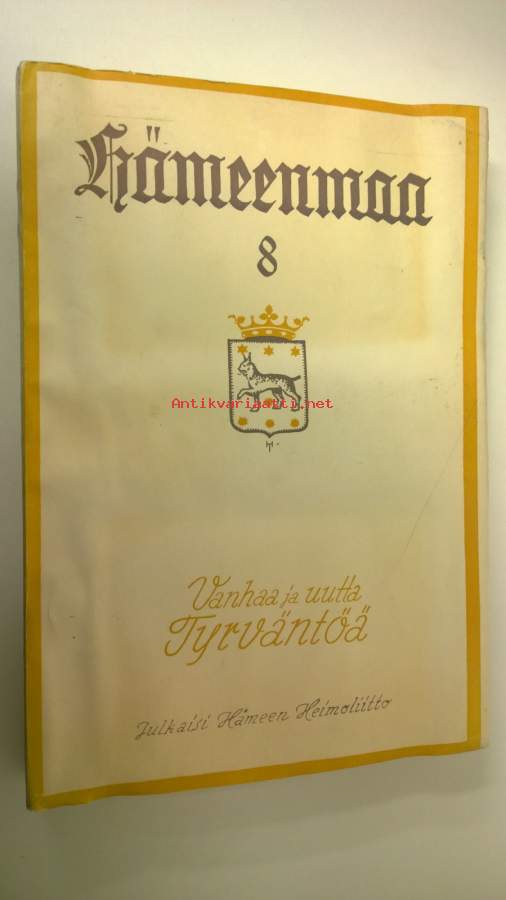 Hämeenmaa
8
Antikvariaatti.net
Vanhaa ja uutta
Tyrväntöä
Julkaisi Hämeen Heimoliitto